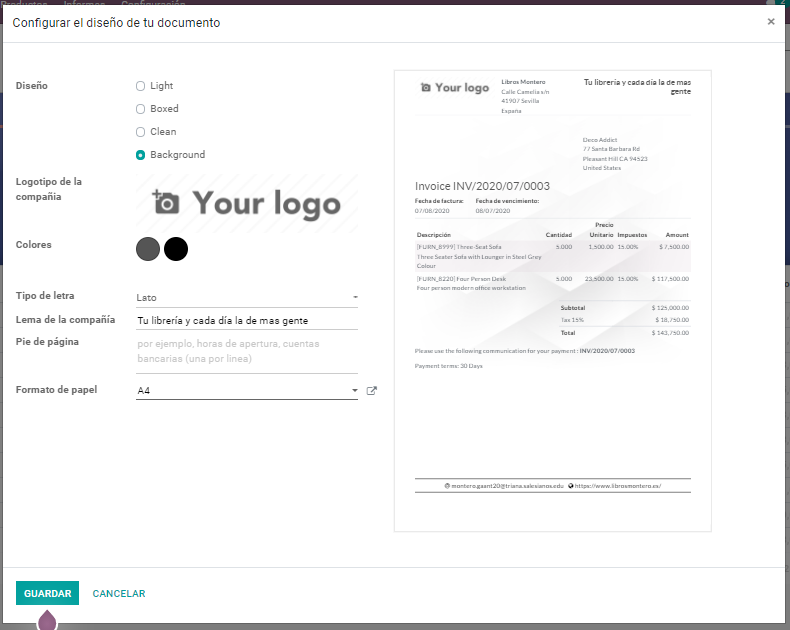 Productos Informes Configuración
Configurar el diseño de tu documento ×
Diseño
Light
Boxed
Clean
Background
Logotipo de la
compañía
Your logo
Colores
Tipo de letra
Lato
Lema de la compañía
Tu librería y cada día la de mas gente
Pie de página
por ejemplo, horas de apertura, cuentas
bancarias (una por linea)
Formato de papel
A4
Your logo
Libros Montero
Calle Camelia s/n
41907 Sevilla
España
Tu librería y cada día la de mas
gente
Deco Addict
77 Santa Barbara Rd
Pleasant Hill CA 94523
United States
Invoice INV/2020/07/0003
Fecha de factura: Fecha de vencimiento:
07/08/2020 08/07/2020
Precio
Descripción Cantidad Unitario Impuestos Amount
[FURN_8999] Three-Seat Sofa 5.000 1,500.00 15.00% $ 7,500.00
Three Seater Sofa with Lounger in Steel Grey
Colour
[FURN_8220] Four Person Desk 5.000 23,500.00 15.00% $ 117,500.00
Four person modern office workstation
Subtotal $ 125,000.00
Tax 15% $ 18,750.00
Total $ 143,750.00
Please use the following communication for your payment : INV/2020/07/0003
Payment terms: 30 Days
montero.gaant20@triana.salesianos.edu https://www.librosmontero.es/
GUARDAR CANCELAR